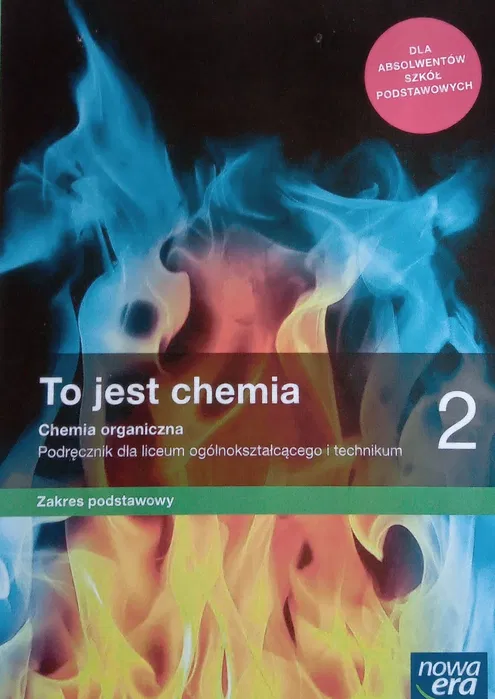 DLA
ABSOLWENTÓW
SZKÓŁ
PODSTAWOWYCH
To jest chemia
2
Chemia organiczna
Podręcznik dla liceum ogólnokształcącego i technikum
Zakres podstawowy
nowa
era